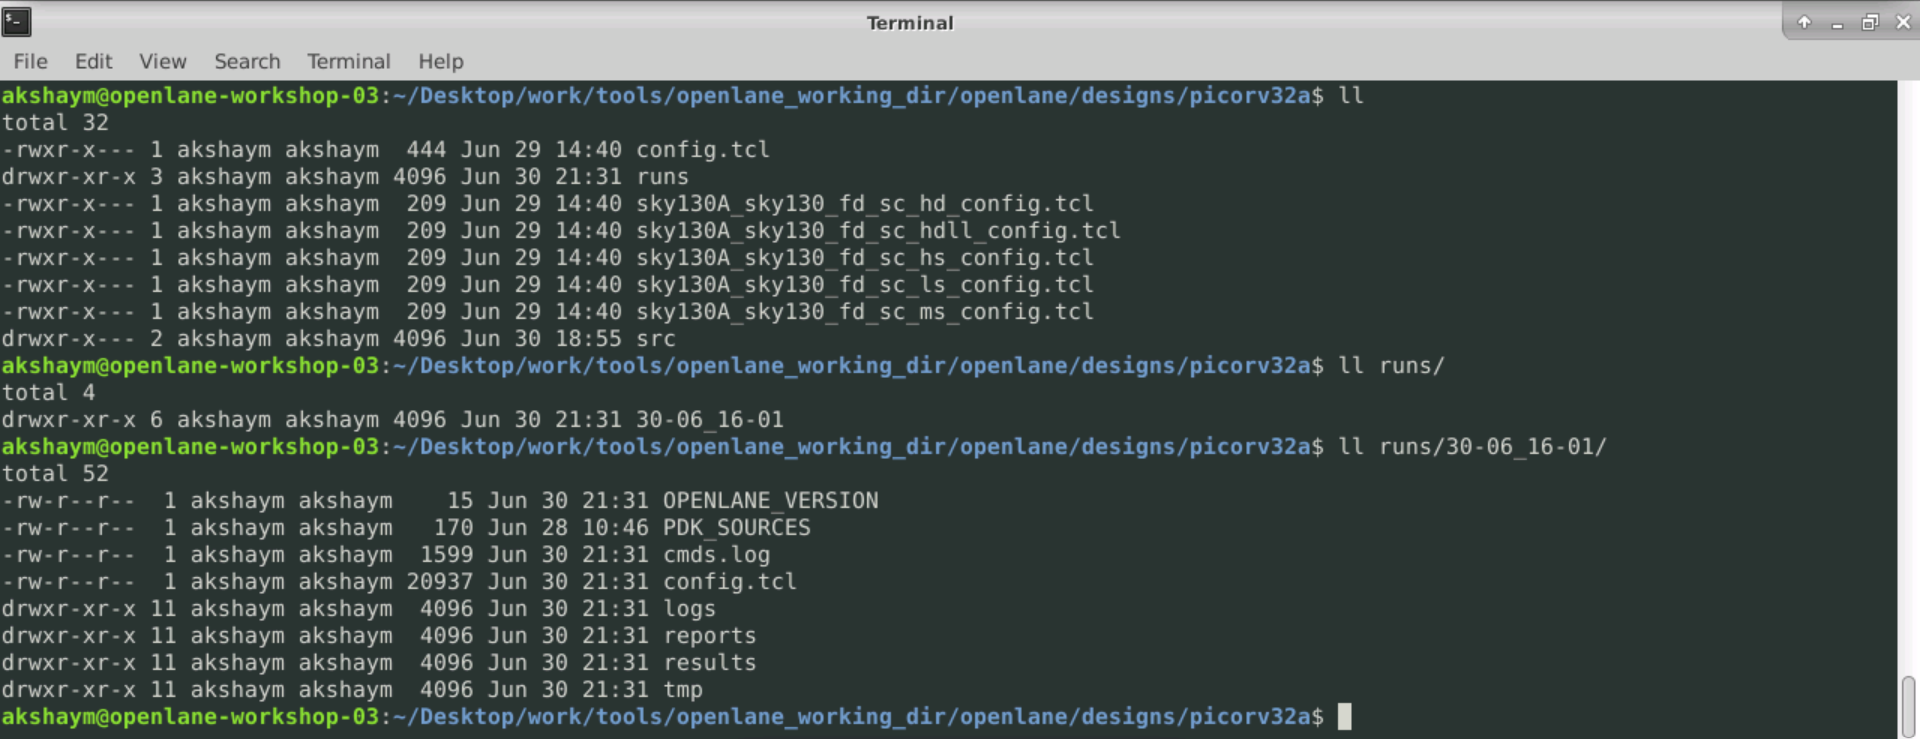 Terminal
File Edit View Search Terminal Help
akshaym@openlane-workshop-03:~/Desktop/work/tools/openlane_working_dir/openlane/designs/picorv32a$ ll
total 32
-rwxr-x--- 1 akshaym akshaym  444 Jun 29 14:40 config.tcl
drwxr-xr-x 3 akshaym akshaym 4096 Jun 30 21:31 runs
-rwxr-x--- 1 akshaym akshaym  209 Jun 29 14:40 sky130A_sky130_fd_sc_hd_config.tcl
-rwxr-x--- 1 akshaym akshaym  209 Jun 29 14:40 sky130A_sky130_fd_sc_hdll_config.tcl
-rwxr-x--- 1 akshaym akshaym  209 Jun 29 14:40 sky130A_sky130_fd_sc_hs_config.tcl
-rwxr-x--- 1 akshaym akshaym  209 Jun 29 14:40 sky130A_sky130_fd_sc_ls_config.tcl
-rwxr-x--- 1 akshaym akshaym  209 Jun 29 14:40 sky130A_sky130_fd_sc_ms_config.tcl
drwxr-x--- 2 akshaym akshaym 4096 Jun 30 18:55 src
akshaym@openlane-workshop-03:~/Desktop/work/tools/openlane_working_dir/openlane/designs/picorv32a$ ll runs/
total 4
drwxr-xr-x 6 akshaym akshaym 4096 Jun 30 21:31 30-06_16-01
akshaym@openlane-workshop-03:~/Desktop/work/tools/openlane_working_dir/openlane/designs/picorv32a$ ll runs/30-06_16-01/
total 52
-rw-r--r--  1 akshaym akshaym    15 Jun 30 21:31 OPENLANE_VERSION
-rw-r--r--  1 akshaym akshaym   170 Jun 28 10:46 PDK_SOURCES
-rw-r--r--  1 akshaym akshaym  1599 Jun 30 21:31 cmds.log
-rw-r--r--  1 akshaym akshaym 20937 Jun 30 21:31 config.tcl
drwxr-xr-x 11 akshaym akshaym  4096 Jun 30 21:31 logs
drwxr-xr-x 11 akshaym akshaym  4096 Jun 30 21:31 reports
drwxr-xr-x 11 akshaym akshaym  4096 Jun 30 21:31 results
drwxr-xr-x 11 akshaym akshaym  4096 Jun 30 21:31 tmp
akshaym@openlane-workshop-03:~/Desktop/work/tools/openlane_working_dir/openlane/designs/picorv32a$